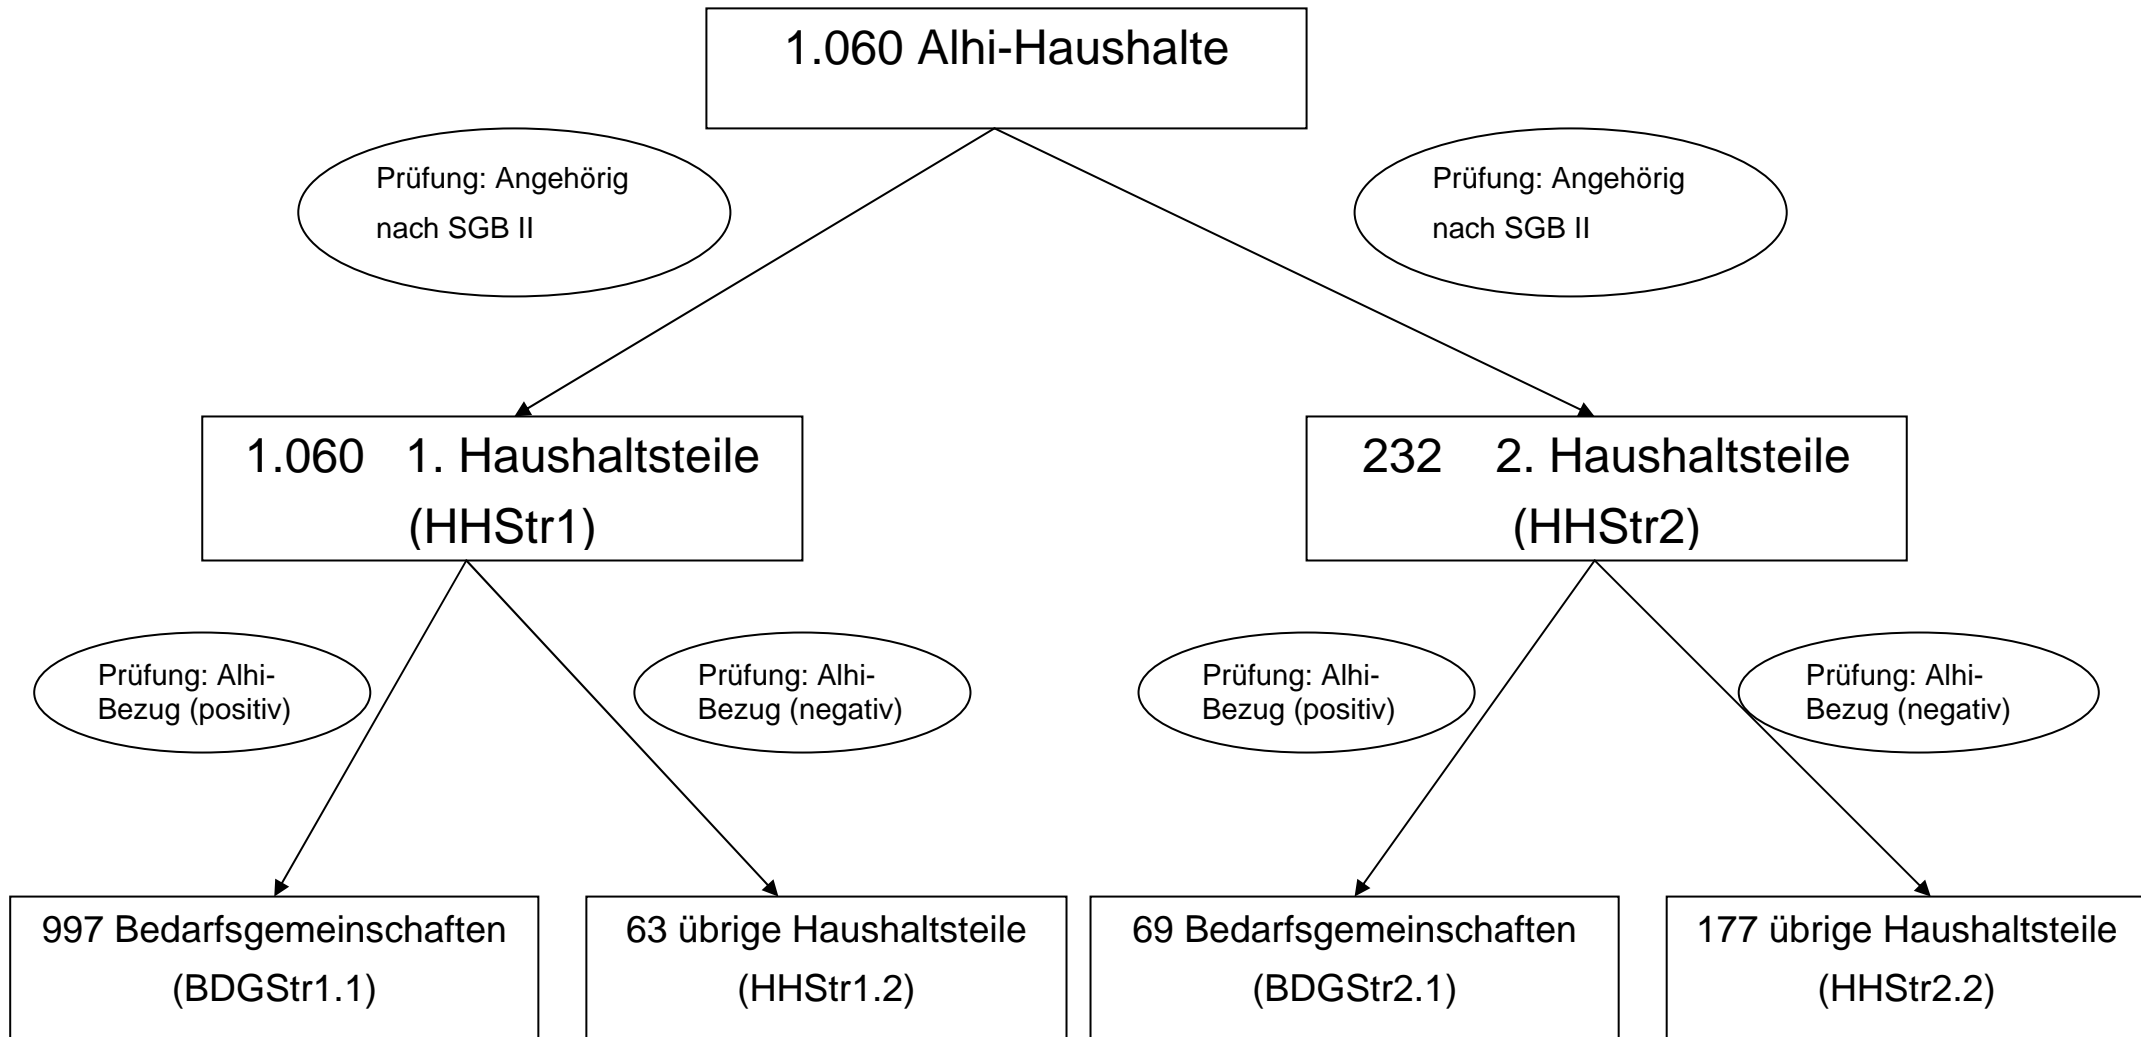 1.060 Alhi-Haushalte
Prüfung: Angehörig
nach SGB II
Prüfung: Angehörig
nach SGB II
1.060 1. Haushaltsteile
(HHStr1)
232 2. Haushaltsteile
(HHStr2)
Prüfung: Alhi-
Bezug (positiv)
Prüfung: Alhi-
Bezug (negativ)
Prüfung: Alhi-
Bezug (positiv)
Prüfung: Alhi-
Bezug (negativ)
997 Bedarfsgemeinschaften
(BDGStr1.1)
63 übrige Haushaltsteile
(HHStr1.2)
69 Bedarfsgemeinschaften
(BDGStr2.1)
177 übrige Haushaltsteile
(HHStr2.2)